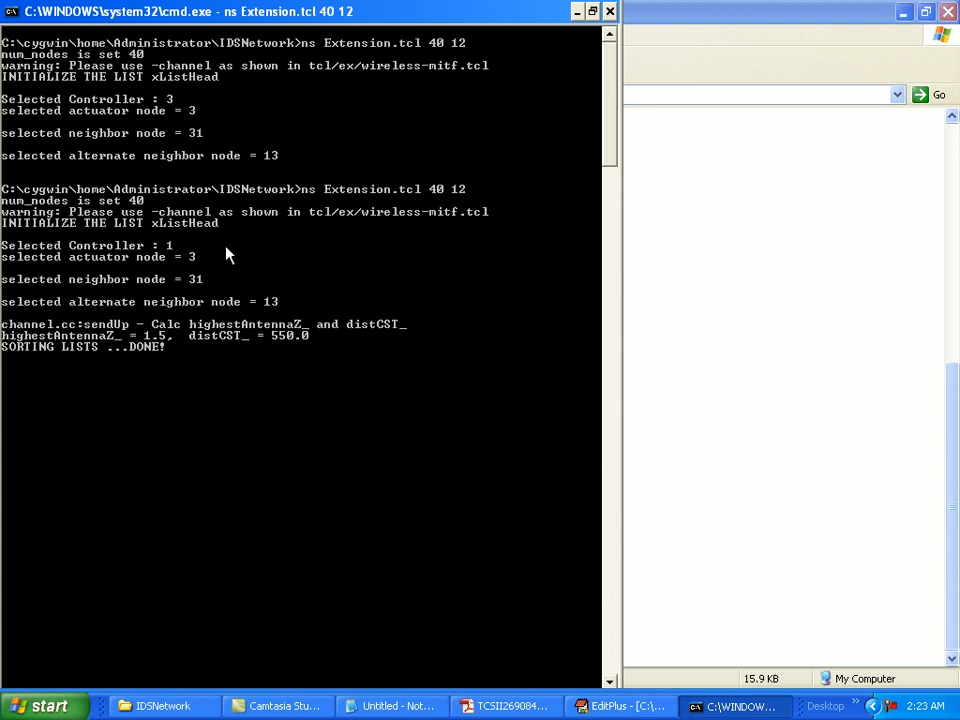 C:\WINDOWS\system32\cmd.exe - ns Extension.tcl 40 12
C:\cygwin\home\Administrator\IDSNetwork>ns Extension.tcl 40 12
num_nodes is set 40
warning: Please use -channel as shown in tcl/ex/wireless-mitf.tcl
INITIALIZE THE LIST xListHead
Selected Controller : 3
selected actuator node = 3
selected neighbor node = 31
selected alternate neighbor node = 13
C:\cygwin\home\Administrator\IDSNetwork>ns Extension.tcl 40 12
num_nodes is set 40
warning: Please use -channel as shown in tcl/ex/wireless-mitf.tcl
INITIALIZE THE LIST xListHead
Selected Controller : 1
selected actuator node = 3
selected neighbor node = 31
selected alternate neighbor node = 13
channel.cc:sendUp - Calc highestAntennaZ_ and distCST_
highestAntennaZ_ = 1.5,  distCST_ = 550.0
SORTING LISTS ...DONE!
Go
15.9 KB My Computer
start IDSNetwork Camtasia Stu... Untitled - Not... TCSII269084... EditPlus - [C:\... C:\WINDOW... Desktop » 2:23 AM